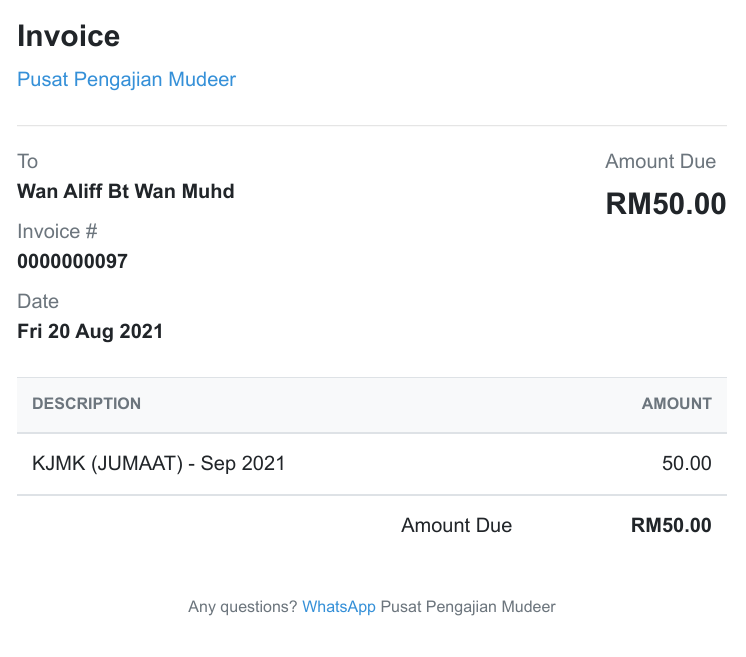 Invoice
Pusat Pengajian Mudeer
To
Wan Aliff Bt Wan Muhd
Amount Due
RM50.00
Invoice #
0000000097
Date
Fri 20 Aug 2021
DESCRIPTION AMOUNT
KJMK (JUMAAT) - Sep 2021 50.00
Amount Due RM50.00
Any questions? WhatsApp Pusat Pengajian Mudeer